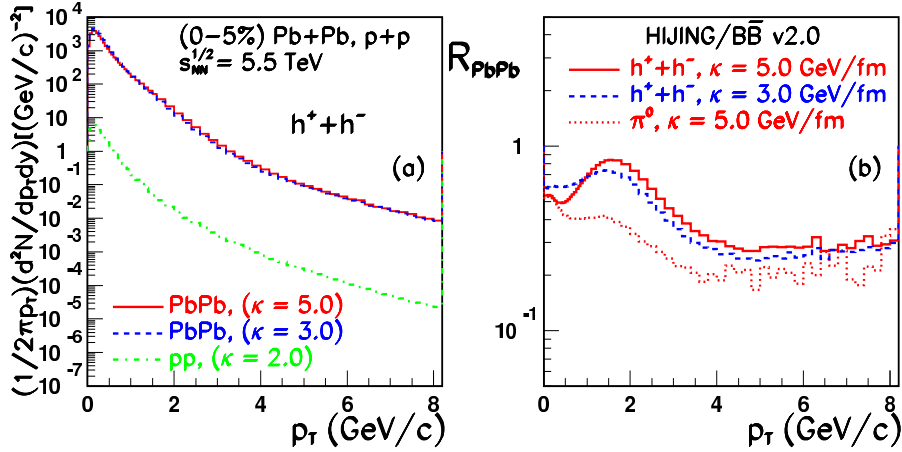 (1/2πp_T)(d²N/dp_Tdy)[(GeV/c)⁻²]
10⁴
10³
10²
10
1
10⁻¹
10⁻²
10⁻³
10⁻⁴
10⁻⁵
10⁻⁶
10⁻⁷
10
(0-5%) Pb+Pb, p+p
s_NN^1/2 = 5.5 TeV
h⁺+h⁻
(a)
PbPb, (κ = 5.0)
PbPb, (κ = 3.0)
pp, (κ = 2.0)
0 2 4 6 8
p_T (GeV/c)
R_PbPb
HIJING/BB̅ v2.0
h⁺+h⁻, κ = 5.0 GeV/fm
h⁺+h⁻, κ = 3.0 GeV/fm
π⁰, κ = 5.0 GeV/fm
1
(b)
10⁻¹
0 2 4 6 8
p_T (GeV/c)